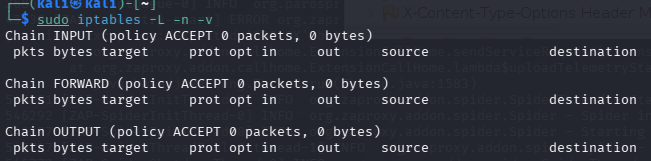 (kali㉿kali)-[~]
$ sudo iptables -L -n -v
Chain INPUT (policy ACCEPT 0 packets, 0 bytes)
pkts bytes target prot opt in out source destination
Chain FORWARD (policy ACCEPT 0 packets, 0 bytes)
pkts bytes target prot opt in out source destination
Chain OUTPUT (policy ACCEPT 0 packets, 0 bytes)
pkts bytes target prot opt in out source destination
X-Content-Type-Options Header M